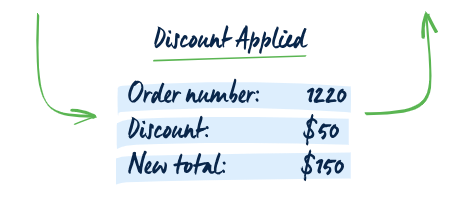 Discount Applied
Order number: 1220
Discount: $50
New total: $150